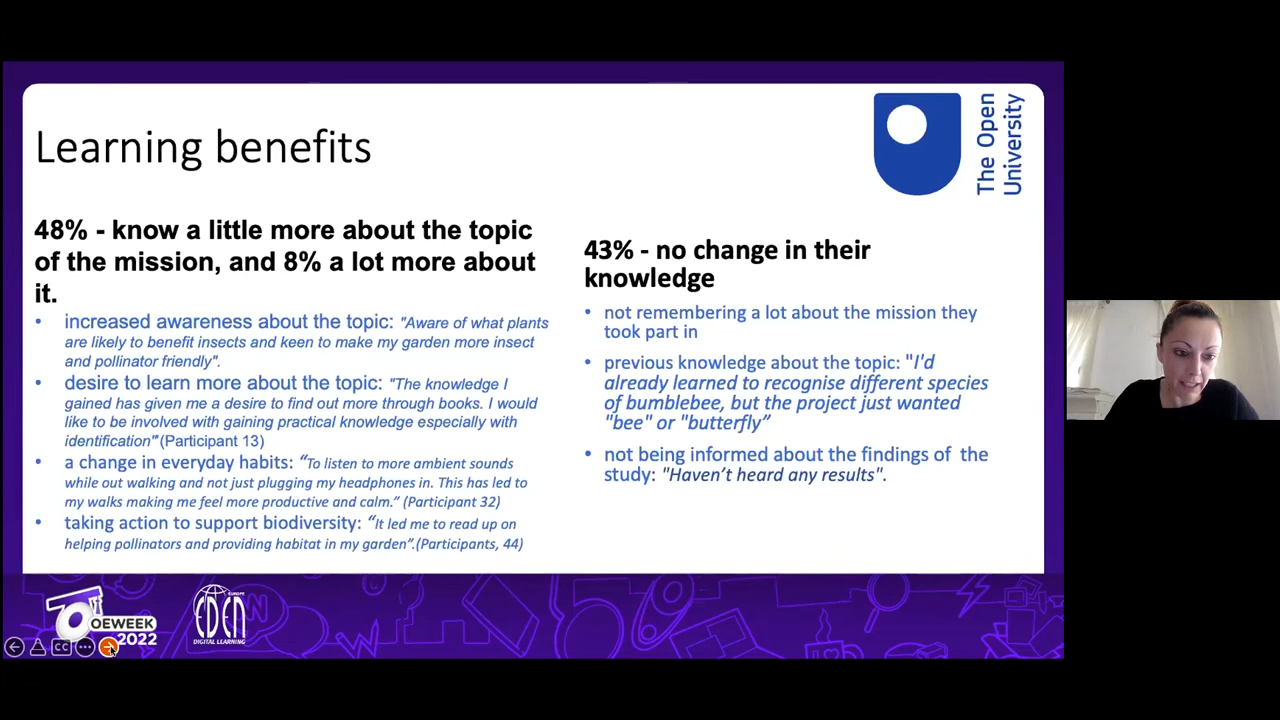 Learning benefits
The Open
University
48% - know a little more about the topic
of the mission, and 8% a lot more about
it.
• increased awareness about the topic: "Aware of what plants
are likely to benefit insects and keen to make my garden more insect
and pollinator friendly".
• desire to learn more about the topic: "The knowledge I
gained has given me a desire to find out more through books. I would
like to be involved with gaining practical knowledge especially with
identification"(Participant 13)
• a change in everyday habits: “To listen to more ambient sounds
while out walking and not just plugging my headphones in. This has led to
my walks making me feel more productive and calm.” (Participant 32)
• taking action to support biodiversity: “It led me to read up on
helping pollinators and providing habitat in my garden”.(Participants, 44)
43% - no change in their
knowledge
• not remembering a lot about the mission they
took part in
• previous knowledge about the topic: "I'd
already learned to recognise different species
of bumblebee, but the project just wanted
"bee" or "butterfly”
• not being informed about the findings of the
study: "Haven’t heard any results".
OEWEEK
2022
EUROPE
EDEN
DIGITAL LEARNING
CC